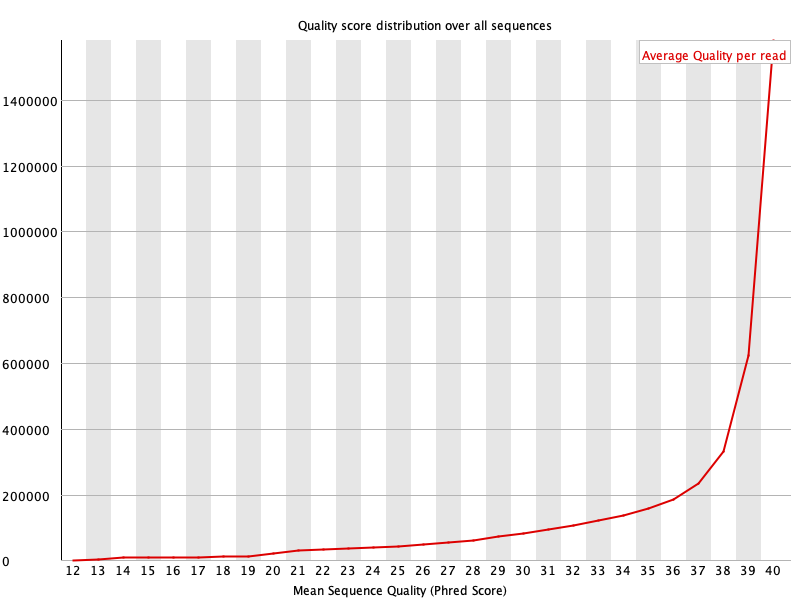 Quality score distribution over all sequences
Average Quality per read
1400000
1200000
1000000
800000
600000
400000
200000
0
12 13 14 15 16 17 18 19 20 21 22 23 24 25 26 27 28 29 30 31 32 33 34 35 36 37 38 39 40
Mean Sequence Quality (Phred Score)